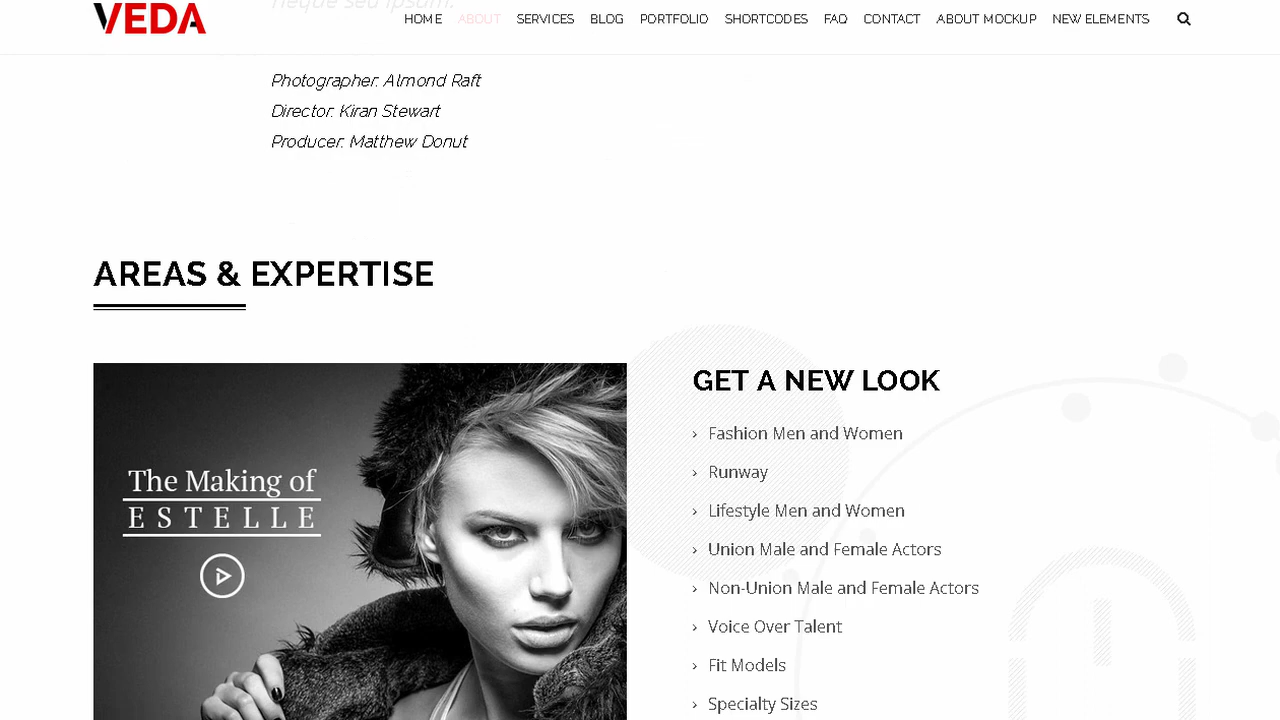 neque sed ipsum.
VEDA
HOME ABOUT SERVICES BLOG PORTFOLIO SHORTCODES FAQ CONTACT ABOUT MOCKUP NEW ELEMENTS
Photographer: Almond Raft
Director: Kiran Stewart
Producer: Matthew Donut
AREAS & EXPERTISE
The Making of
ESTELLE
GET A NEW LOOK
› Fashion Men and Women
› Runway
› Lifestyle Men and Women
› Union Male and Female Actors
› Non-Union Male and Female Actors
› Voice Over Talent
› Fit Models
› Specialty Sizes